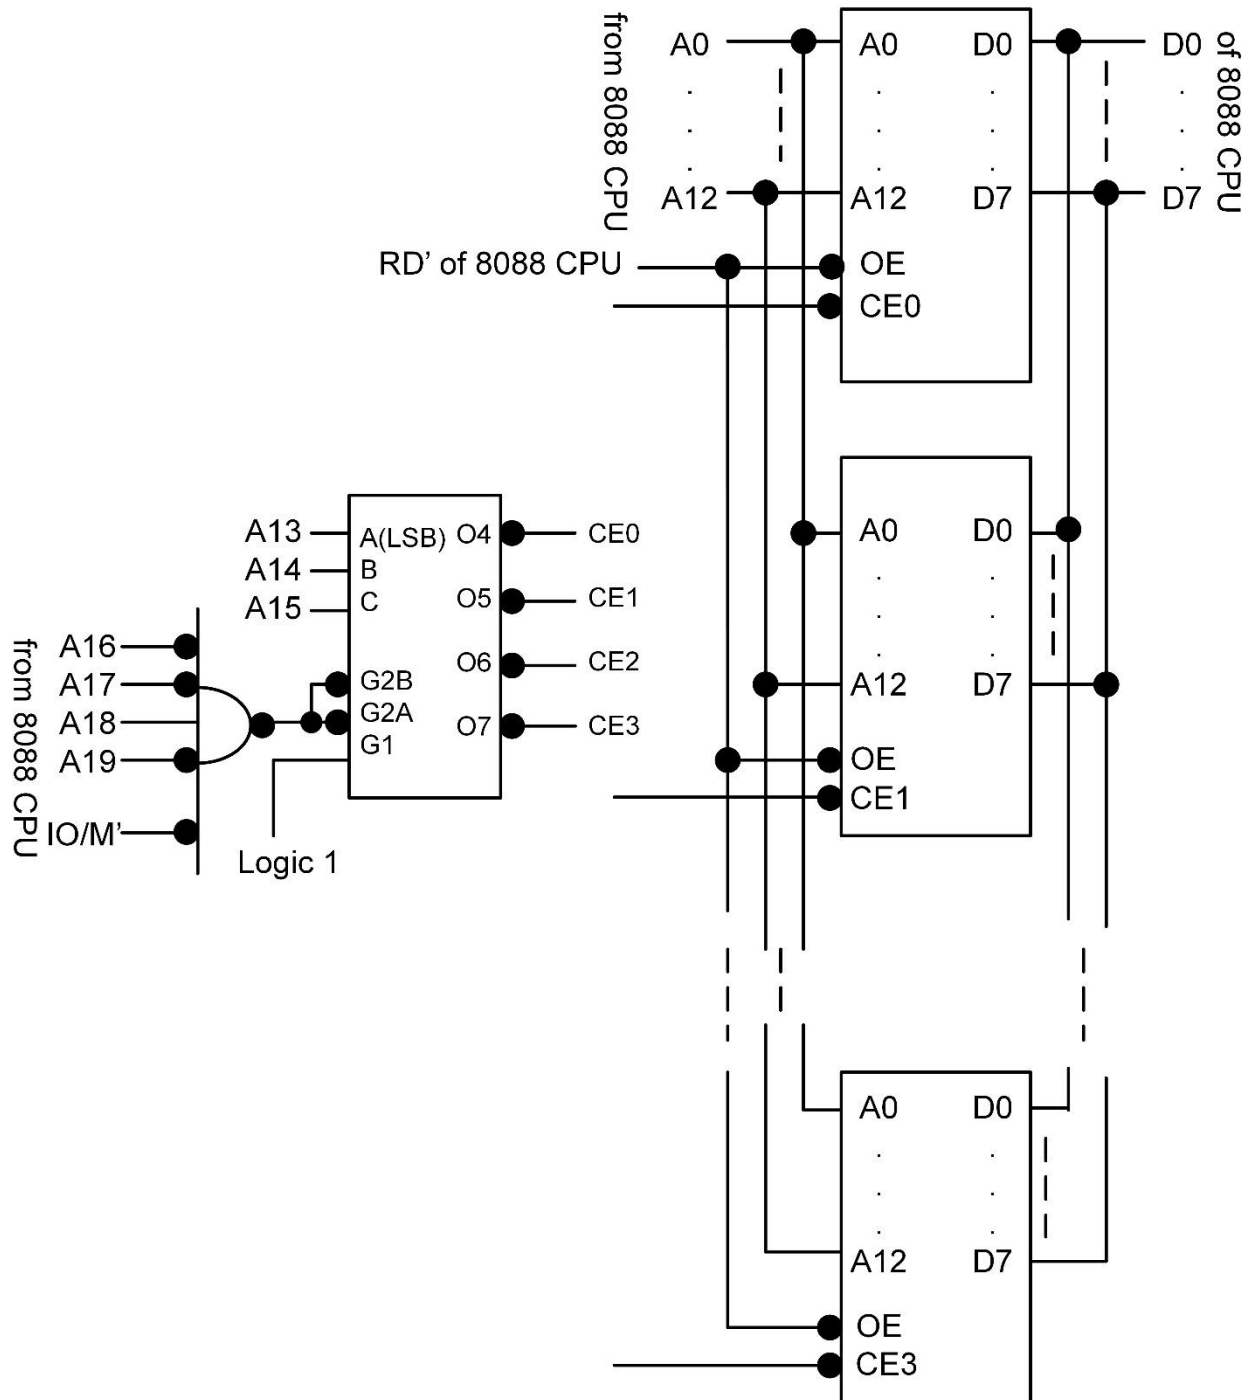 from 8088 CPU
A0
.
.
.
A12
RD' of 8088 CPU
A0 D0
. .
. .
. .
A12 D7
OE
CE0
D0
.
.
.
D7
of 8088 CPU
from 8088 CPU
A13
A14
A15
A16
A17
A18
A19
IO/M'
A(LSB) O4
B
C O5
G2B O6
G2A
G1 O7
Logic 1
CE0
CE1
CE2
CE3
A0 D0
. .
. .
. .
A12 D7
OE
CE1
A0 D0
. .
. .
. .
A12 D7
OE
CE3